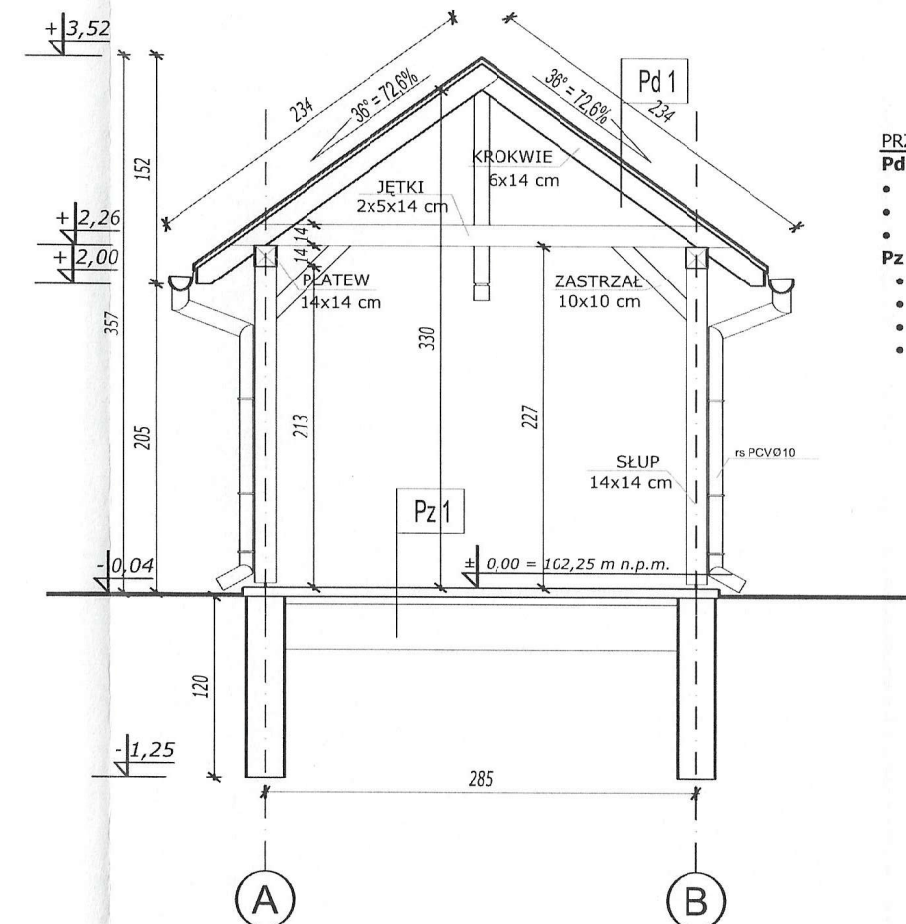 + 3,52
234
36° = 72,6%
36° = 72,6%
Pd 1
234
152
KROKWIE
6x14 cm
JĘTKI
2x5x14 cm
+ 2,26
+ 2,00
14
14
PŁATEW
14x14 cm
ZASTRZAŁ
10x10 cm
357
330
205
213
227
SŁUP
14x14 cm
rs PCVØ10
Pz 1
- 0,04
± 0,00 = 102,25 m n.p.m.
120
- 1,25
285
A
B
Pd
Pz